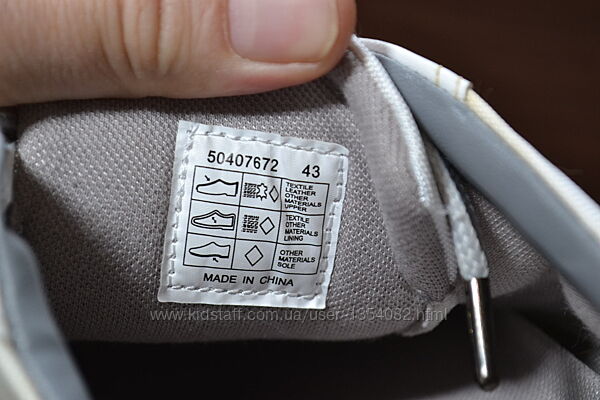 50407672 43
TEXTILE
LEATHER
OTHER
MATERIALS
UPPER
TEXTILE
OTHER
MATERIALS
LINING
OTHER
MATERIALS
SOLE
MADE IN CHINA
www.kidstaff.com.ua/user-1354082.html